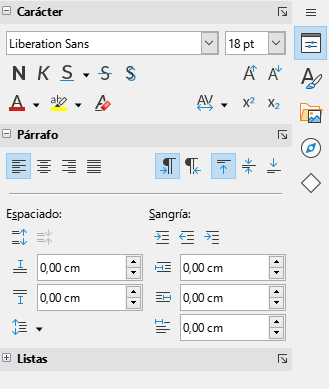 Carácter
Liberation Sans
18 pt
N K S S S A A
A ab A AV x² x₂
Párrafo
Espaciado: Sangría:
0,00 cm 0,00 cm
0,00 cm 0,00 cm
0,00 cm
Listas